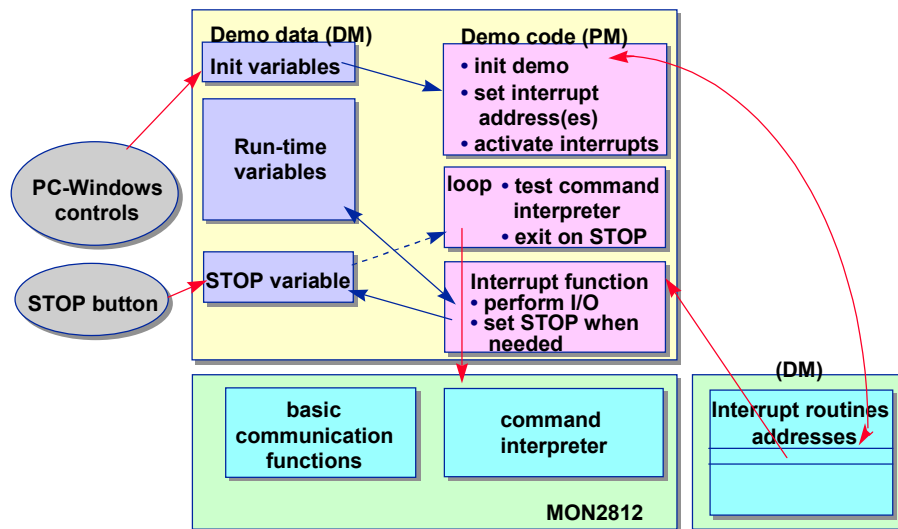 Demo data (DM)
Init variables
Run-time
variables
STOP variable
PC-Windows
controls
STOP button
Demo code (PM)
• init demo
• set interrupt
address(es)
• activate interrupts
loop • test command
interpreter
• exit on STOP
Interrupt function
• perform I/O
• set STOP when
needed
basic
communication
functions
command
interpreter
MON2812
(DM)
Interrupt routines
addresses